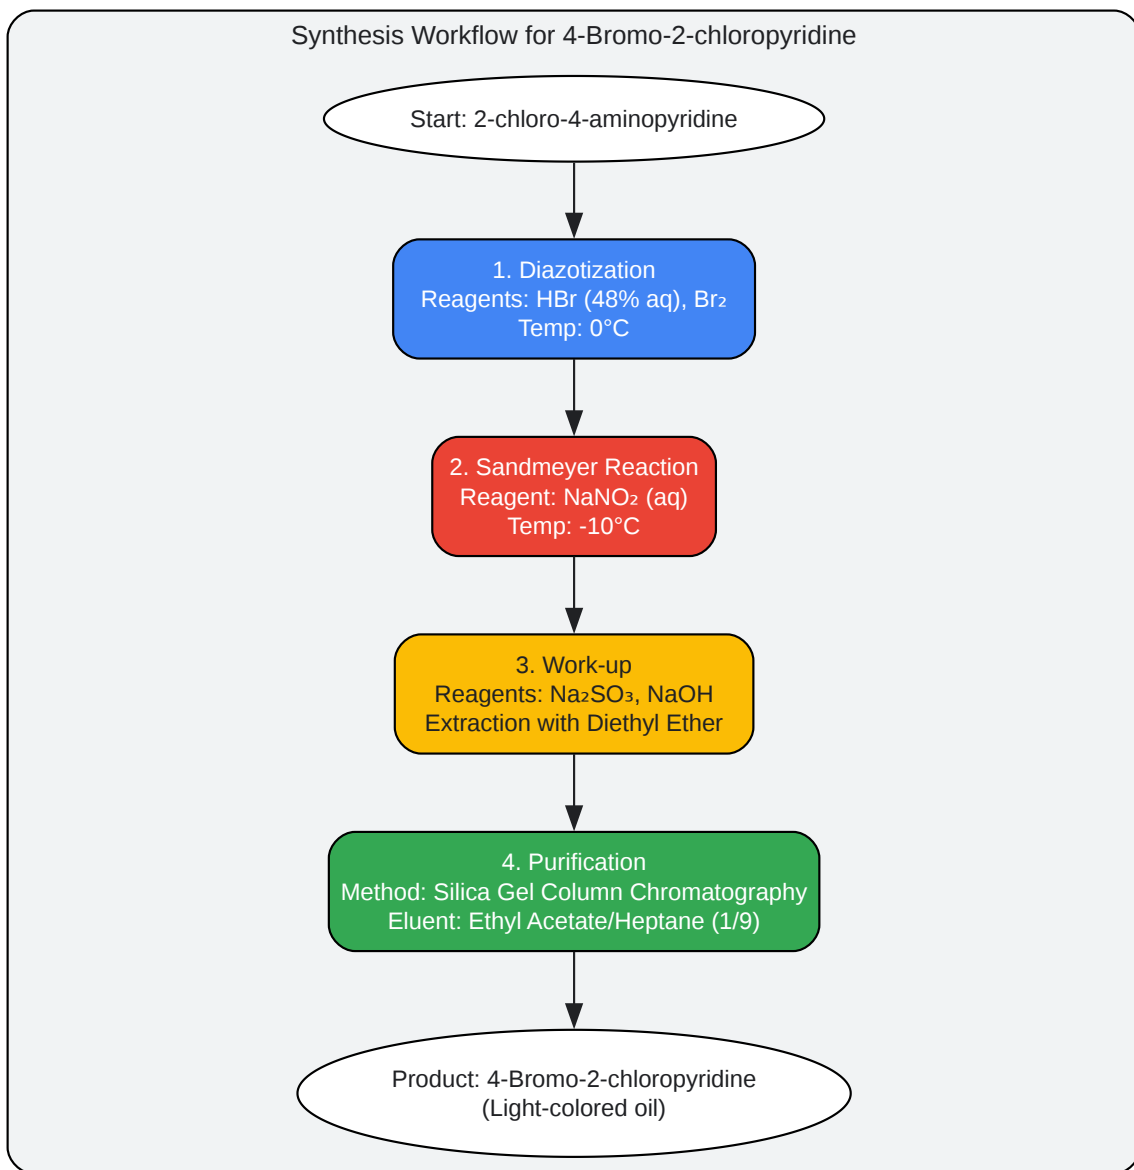 Synthesis Workflow for 4-Bromo-2-chloropyridine
Start: 2-chloro-4-aminopyridine
1. Diazotization
Reagents: HBr (48% aq), Br₂
Temp: 0°C
2. Sandmeyer Reaction
Reagent: NaNO₂ (aq)
Temp: -10°C
3. Work-up
Reagents: Na₂SO₃, NaOH
Extraction with Diethyl Ether
4. Purification
Method: Silica Gel Column Chromatography
Eluent: Ethyl Acetate/Heptane (1/9)
Product: 4-Bromo-2-chloropyridine
(Light-colored oil)